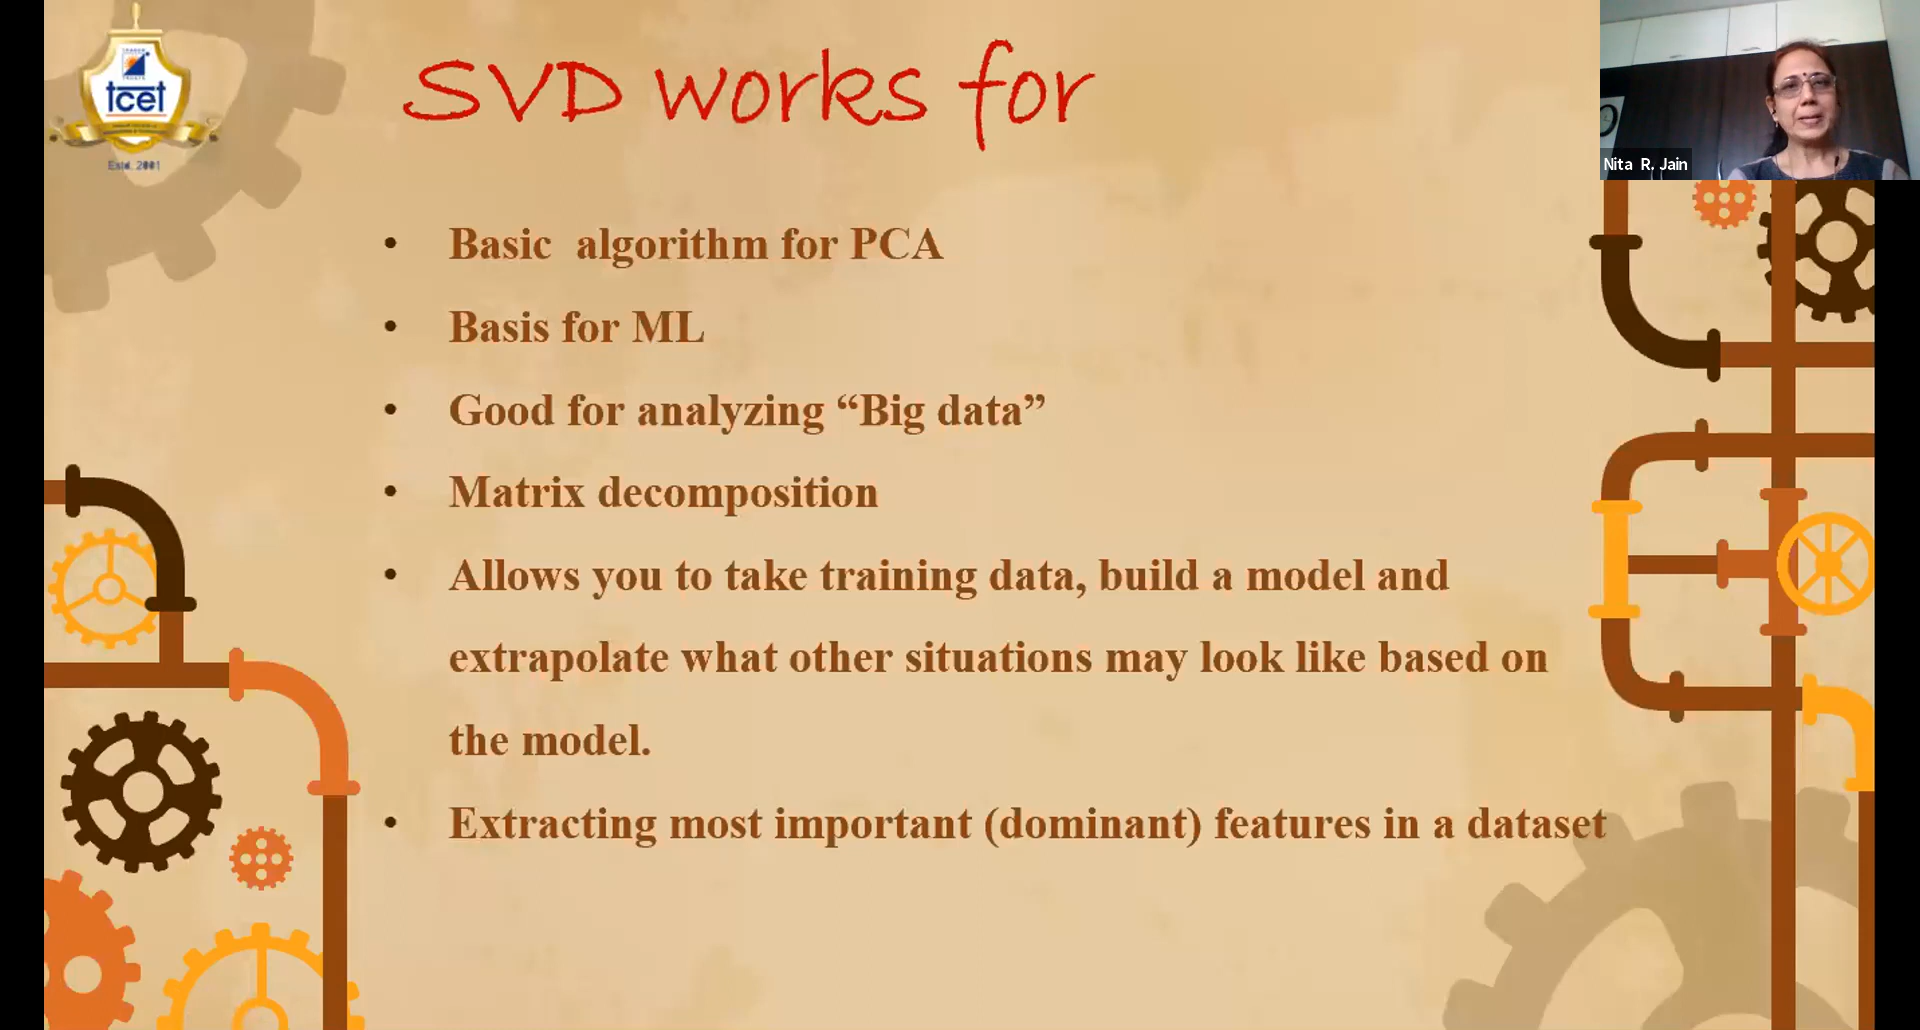 tcet
Estd. 2001
SVD works for
Nita R. Jain
• Basic algorithm for PCA
• Basis for ML
• Good for analyzing “Big data”
• Matrix decomposition
• Allows you to take training data, build a model and
extrapolate what other situations may look like based on
the model.
• Extracting most important (dominant) features in a dataset